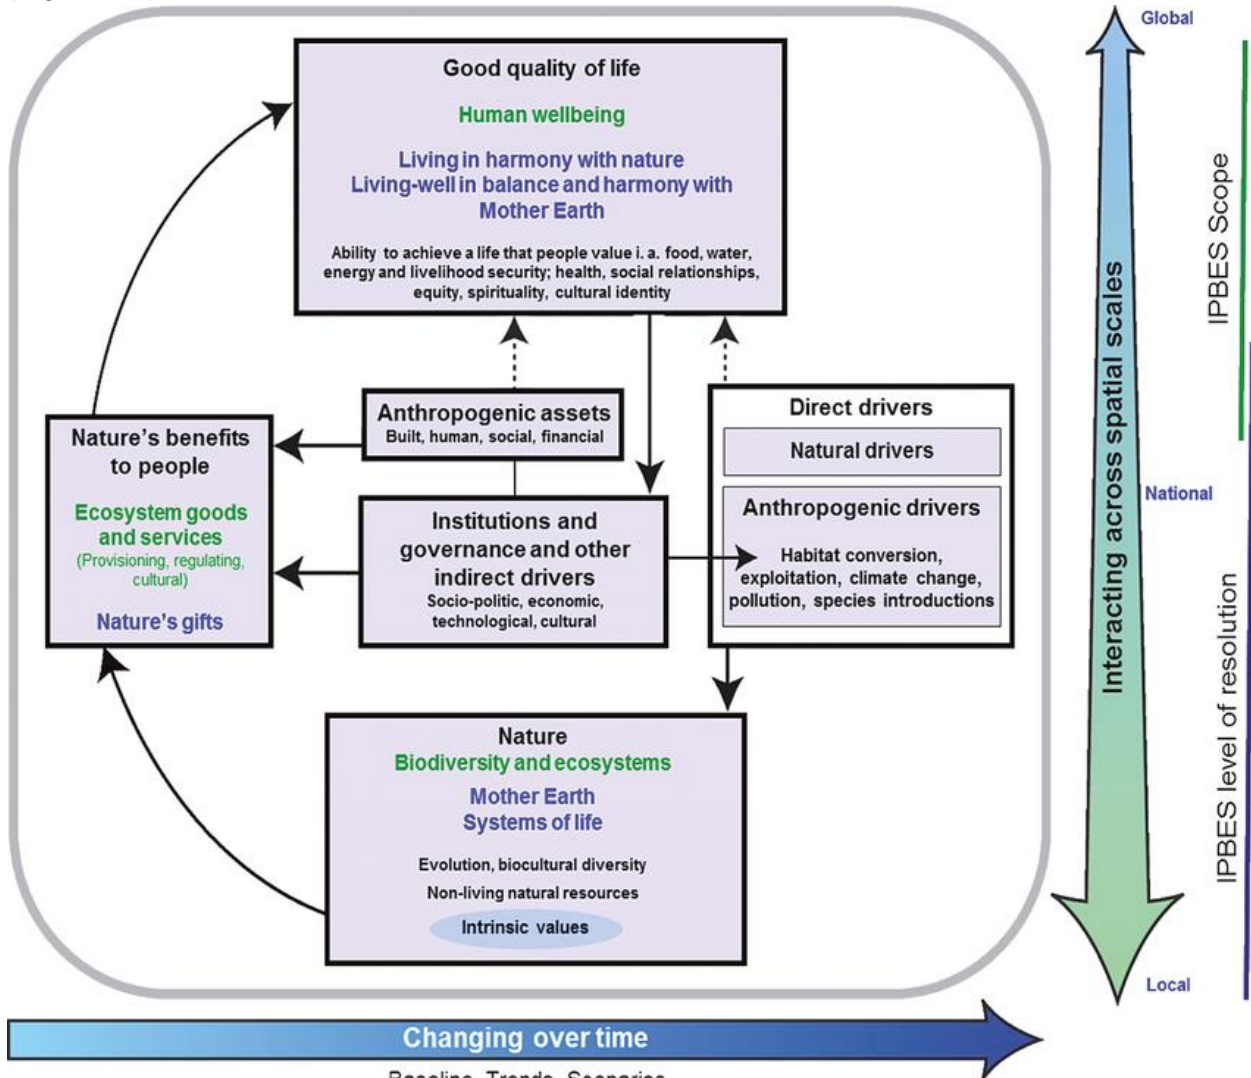 Global
Good quality of life
Human wellbeing
Living in harmony with nature
Living-well in balance and harmony with
Mother Earth
Ability to achieve a life that people value i. a. food, water,
energy and livelihood security; health, social relationships,
equity, spirituality, cultural identity
Anthropogenic assets
Built, human, social, financial
Nature's benefits
to people
Ecosystem goods
and services
(Provisioning, regulating,
cultural)
Nature's gifts
Institutions and
governance and other
indirect drivers
Socio-politic, economic,
technological, cultural
Direct drivers
Natural drivers
Anthropogenic drivers
Habitat conversion,
exploitation, climate change,
pollution, species introductions
Nature
Biodiversity and ecosystems
Mother Earth
Systems of life
Evolution, biocultural diversity
Non-living natural resources
Intrinsic values
Interacting across spatial scales
National
Local
IPBES Scope
IPBES level of resolution
Changing over time
Baseline Trends Scenarios